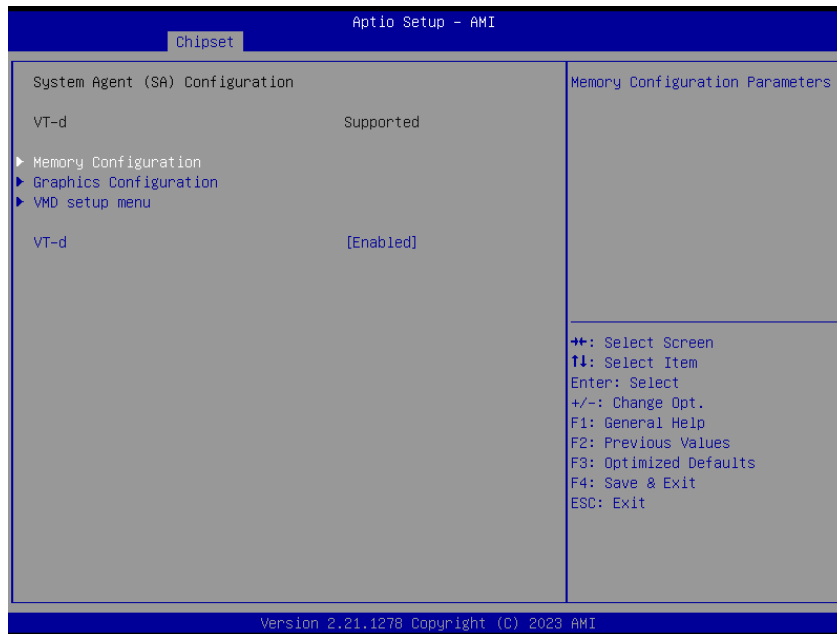 Aptio Setup - AMI
Chipset
System Agent (SA) Configuration
VT-d Supported
Memory Configuration
Graphics Configuration
VMD setup menu
VT-d [Enabled]
Memory Configuration Parameters
→←: Select Screen
↑↓: Select Item
Enter: Select
+/-: Change Opt.
F1: General Help
F2: Previous Values
F3: Optimized Defaults
F4: Save & Exit
ESC: Exit
Version 2.21.1278 Copyright (C) 2023 AMI